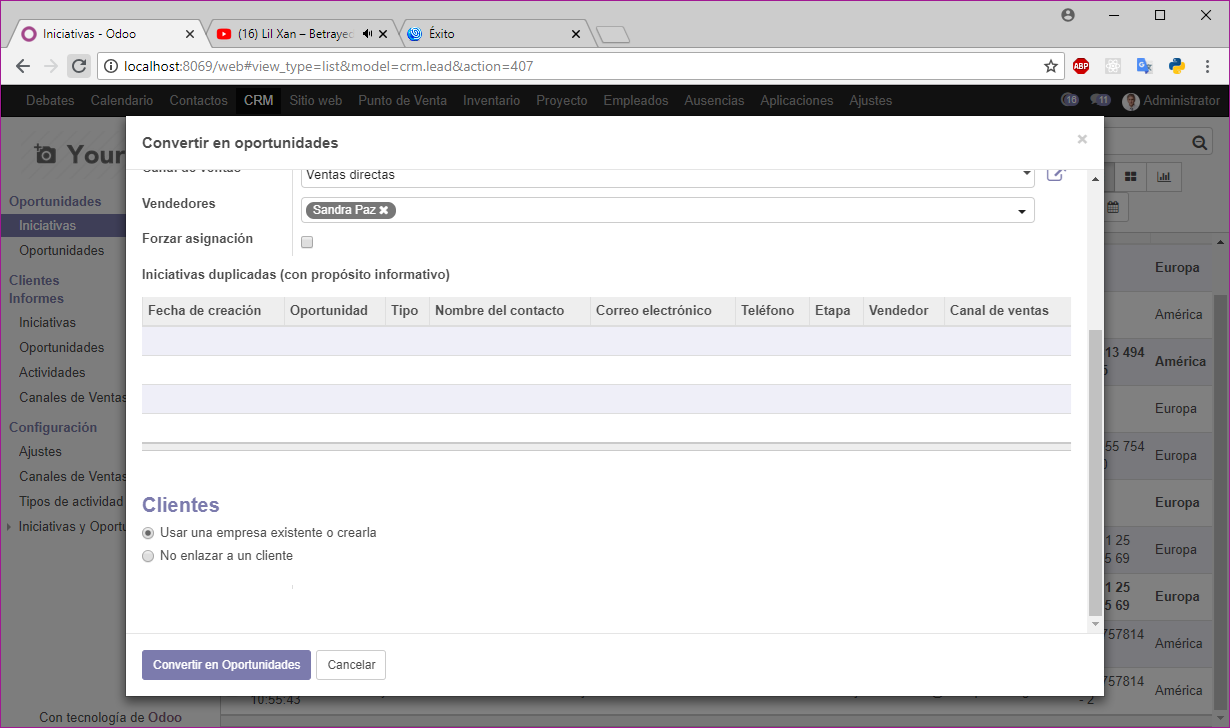 Iniciativas - Odoo
(16) Lil Xan – Betrayed
Éxito
localhost:8069/web#view_type=list&model=crm.lead&action=407
ABP
Debates Calendario Contactos CRM Sitio web Punto de Venta Inventario Proyecto Empleados Ausencias Aplicaciones Ajustes 16 11 Administrator
Your
Convertir en oportunidades
×
Canal de ventas
Ventas directas
Oportunidades
Vendedores
Sandra Paz
Iniciativas
Forzar asignación
Oportunidades
Europa
Iniciativas duplicadas (con propósito informativo)
Clientes
Informes
Fecha de creación Oportunidad Tipo Nombre del contacto Correo electrónico Teléfono Etapa Vendedor Canal de ventas
América
Iniciativas
Oportunidades
13 494
América
Actividades
Canales de Ventas
Europa
Configuración
55 754
Ajustes
Europa
Canales de Ventas
Tipos de actividad
Clientes
Europa
Iniciativas y Oportu
Usar una empresa existente o crearla
1 25
5 69
Europa
No enlazar a un cliente
1 25
5 69
Europa
757814
América
Convertir en Oportunidades
Cancelar
757814
- 2
América
10:55:43
Con tecnología de Odoo